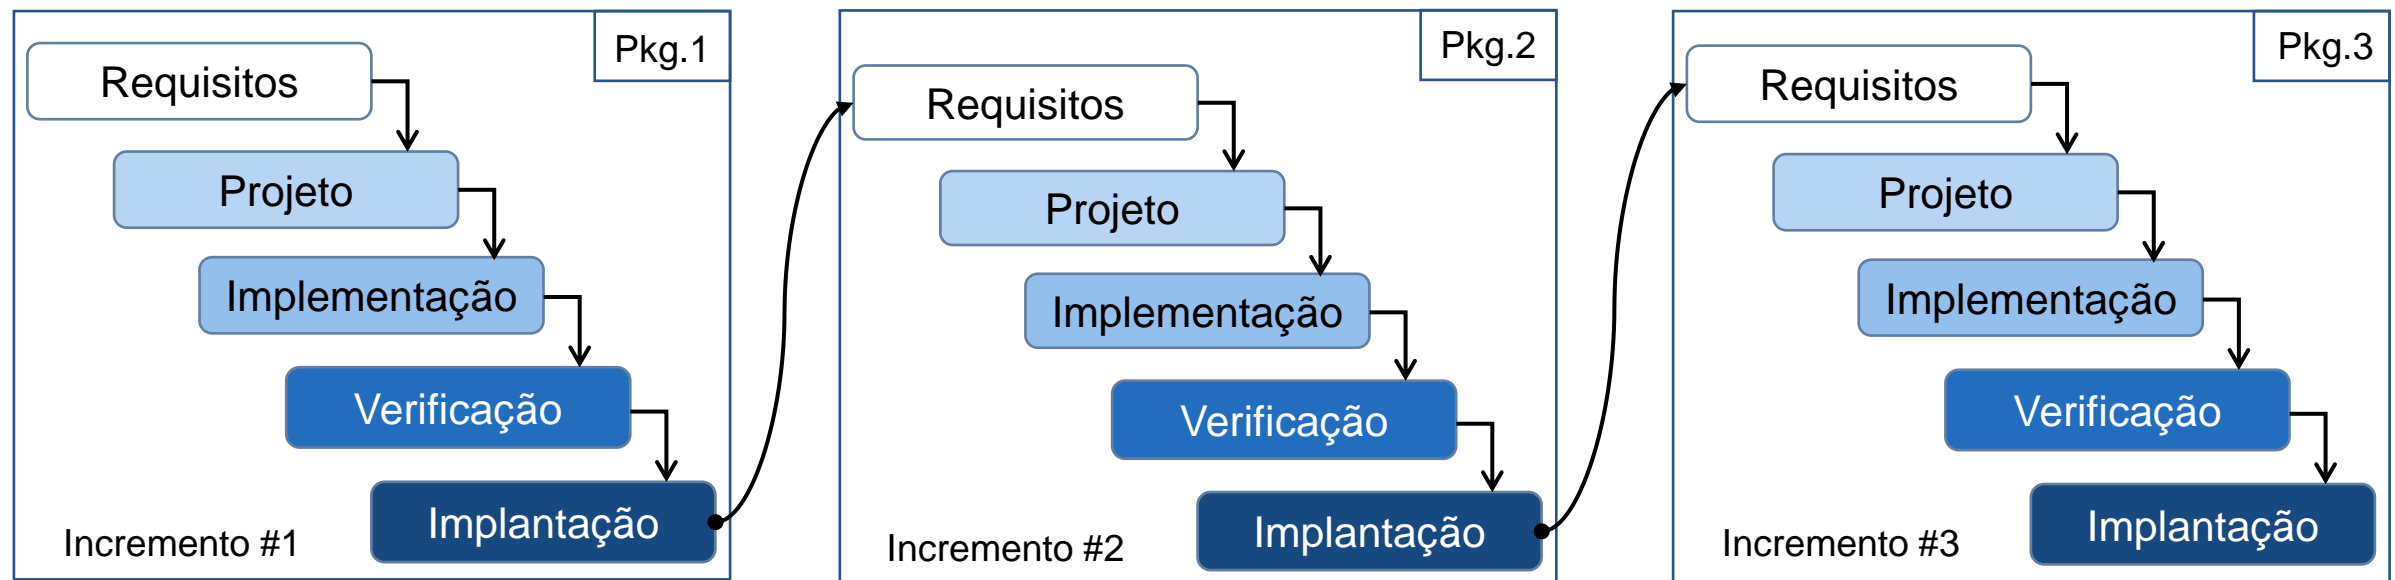 Pkg.1
Requisitos
Projeto
Implementação
Verificação
Implantação
Incremento #1
Pkg.2
Requisitos
Projeto
Implementação
Verificação
Implantação
Incremento #2
Pkg.3
Requisitos
Projeto
Implementação
Verificação
Implantação
Incremento #3